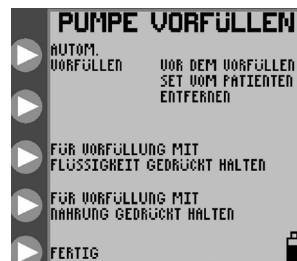 PUMPE VORFÜLLEN
AUTOM.
VORFÜLLEN
VOR DEM VORFÜLLEN
SET VOM PATIENTEN
ENTFERNEN
FÜR VORFÜLLUNG MIT
FLÜSSIGKEIT GEDRÜCKT HALTEN
FÜR VORFÜLLUNG MIT
NAHRUNG GEDRÜCKT HALTEN
FERTIG